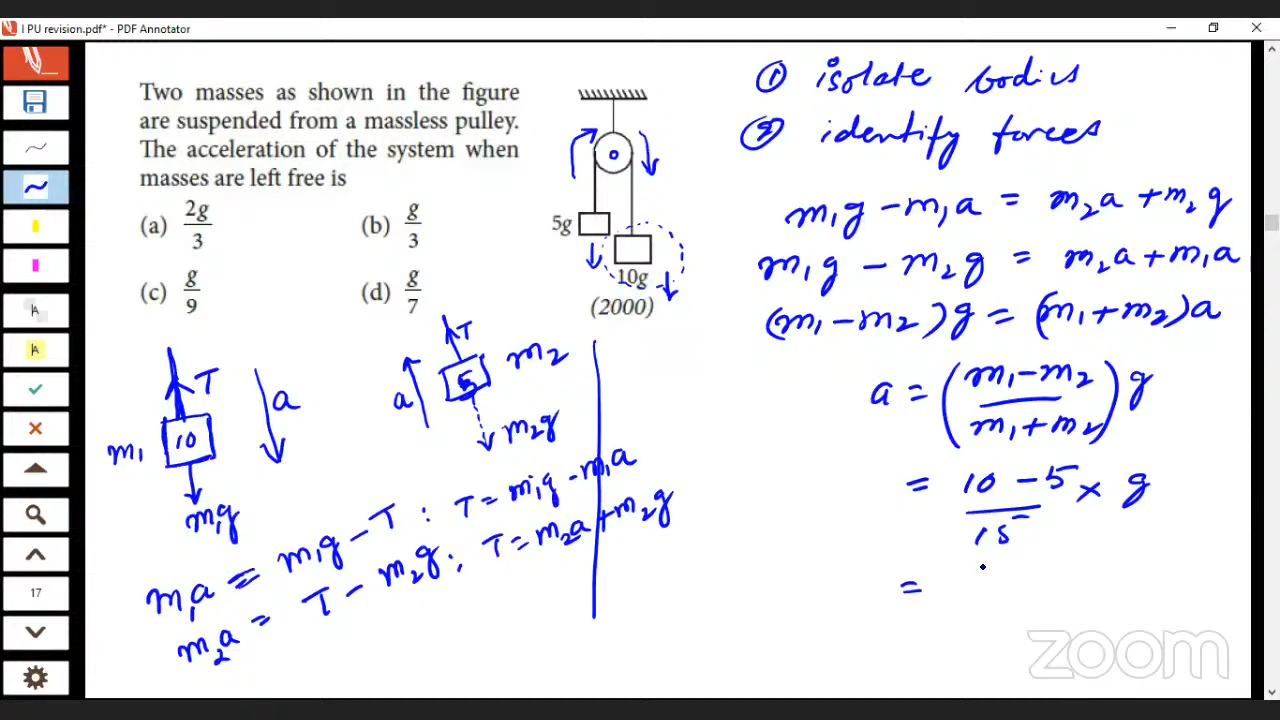 I PU revision.pdf* - PDF Annotator
Two masses as shown in the figure
are suspended from a massless pulley.
The acceleration of the system when
masses are left free is
(a) 2g/3
(b) g/3
(c) g/9
(d) g/7
5g
10g
(2000)
① isolate bodies
② identify forces
m1g - m1a = m2a + m2g
m1g - m2g = m2a + m1a
(m1 - m2)g = (m1 + m2)a
a = (m1 - m2 / m1 + m2) g
= 10 - 5 / 15 × g
=
T
m1
10
a
m1g
T
a
5
m2
m2g
m1a = m1g - T : T = m1g - m1a
m2a = T - m2g ; T = m2a + m2g
17
zoom